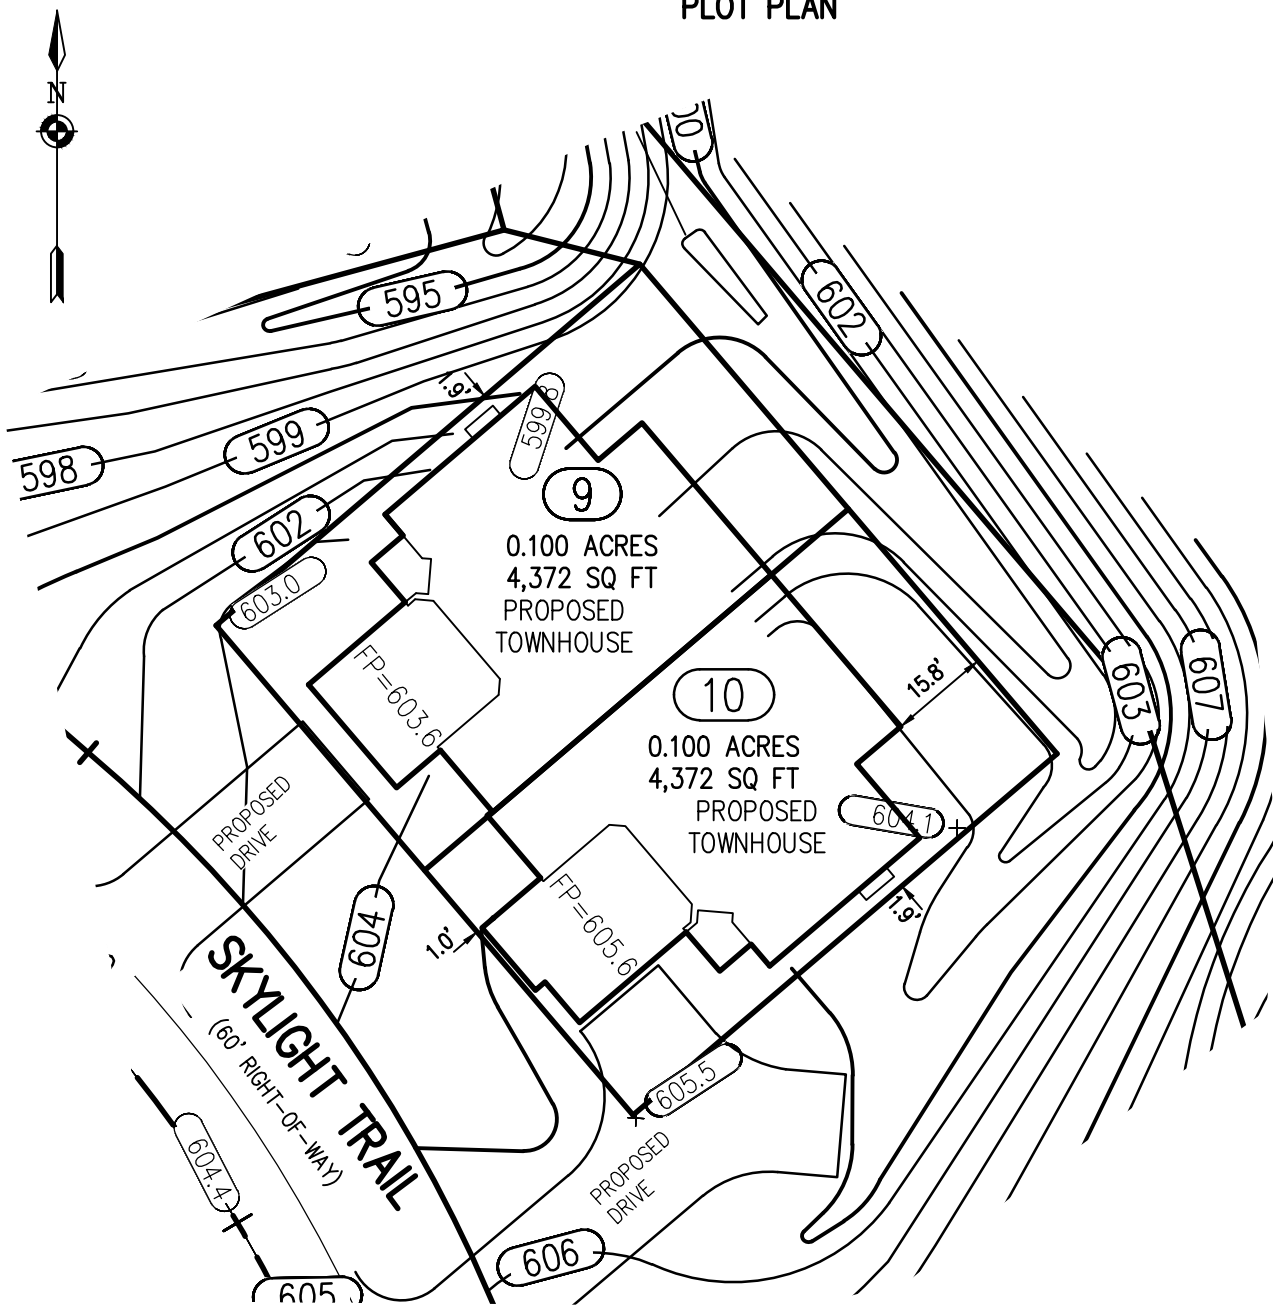 PLOT PLAN
N
602
595
1.9'
599.8
599
598
9
602
0.100 ACRES
4,372 SQ FT
PROPOSED
TOWNHOUSE
603.0
FP=603.6
10
15.8'
603
607
0.100 ACRES
4,372 SQ FT
PROPOSED
TOWNHOUSE
604.1
PROPOSED
DRIVE
1.9'
604
1.0'
FP=605.6
SKYLIGHT TRAIL
(60' RIGHT-OF-WAY)
605.5
PROPOSED
DRIVE
604.4
606
605